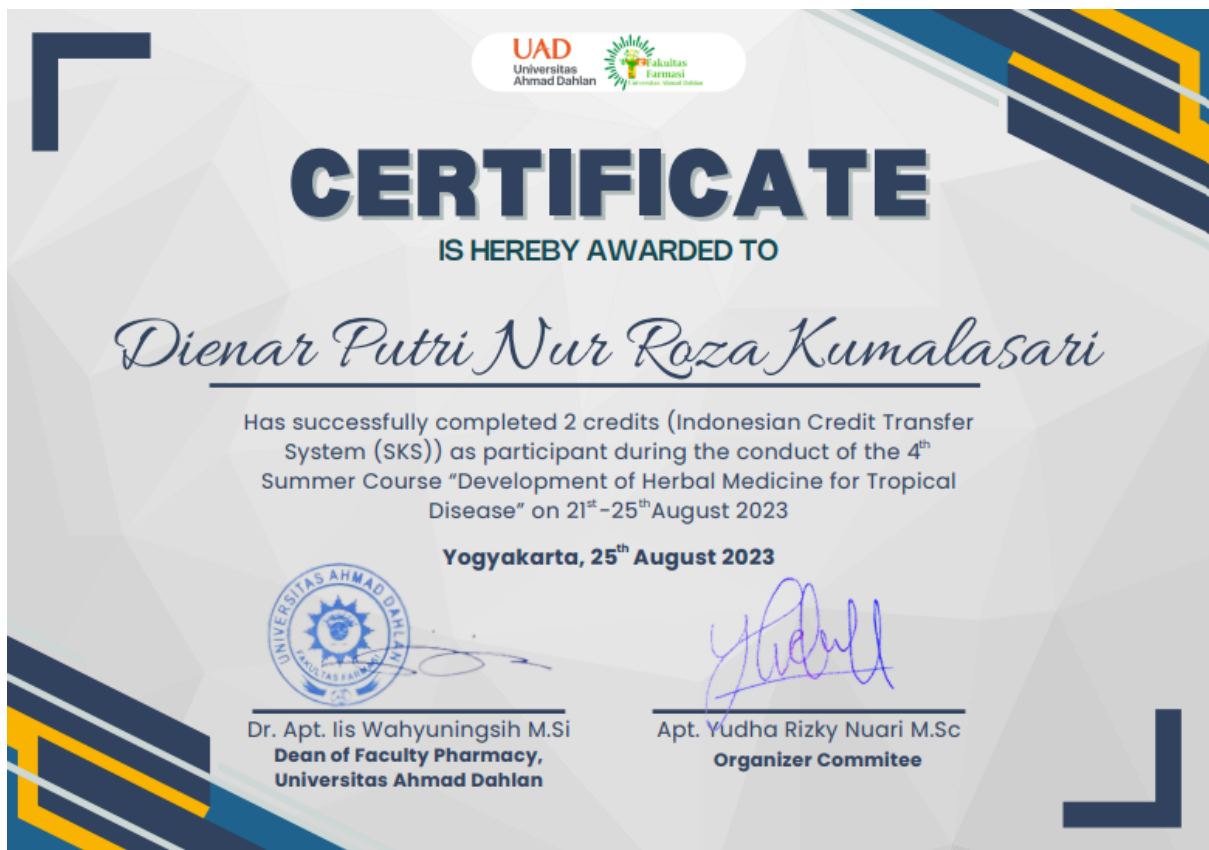 UAD
Universitas
Ahmad Dahlan
Fakultas
Farmasi
Universitas Ahmad Dahlan
CERTIFICATE
IS HEREBY AWARDED TO
Dienar Putri Nur Roza Kumalasari
Has successfully completed 2 credits (Indonesian Credit Transfer
System (SKS)) as participant during the conduct of the 4th
Summer Course “Development of Herbal Medicine for Tropical
Disease” on 21st-25th August 2023
Yogyakarta, 25th August 2023
UNIVERSITAS AHMAD DAHLAN
FAKULTAS FARMASI
Dr. Apt. Iis Wahyuningsih M.Si
Dean of Faculty Pharmacy,
Universitas Ahmad Dahlan
Apt. Yudha Rizky Nuari M.Sc
Organizer Commitee